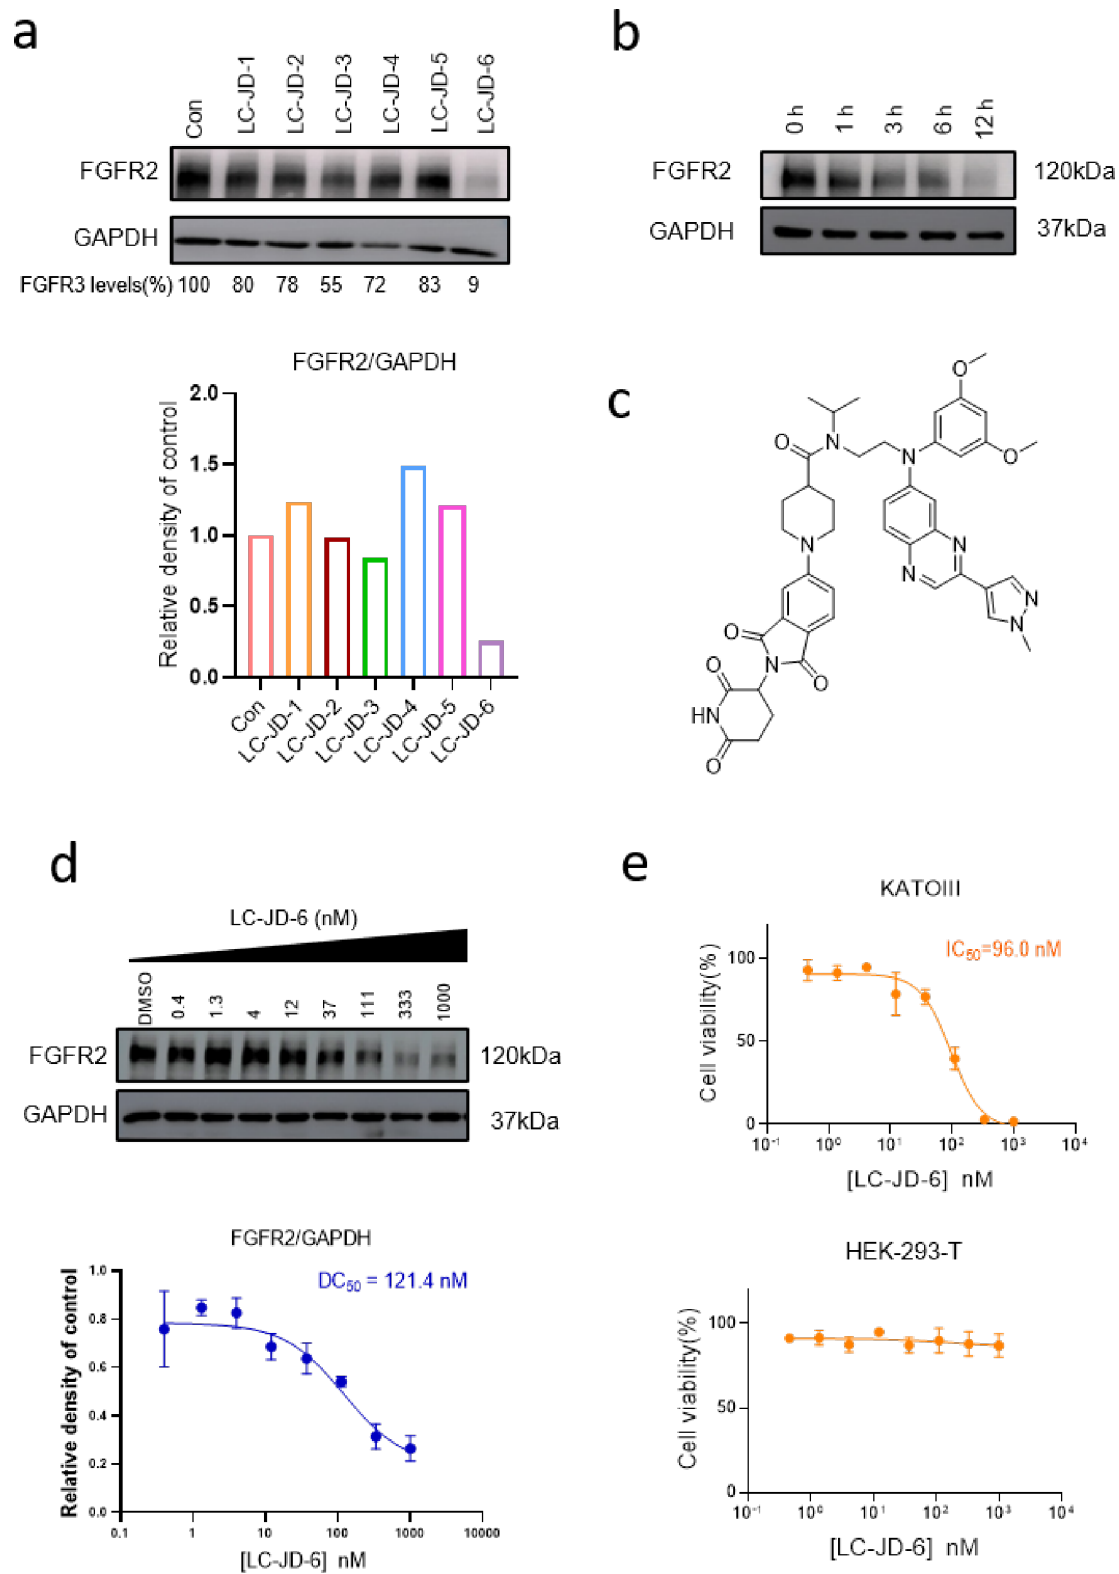 a
Con
LC-JD-1
LC-JD-2
LC-JD-3
LC-JD-4
LC-JD-5
LC-JD-6
FGFR2
GAPDH
FGFR3 levels(%) 100 80 78 55 72 83 9
FGFR2/GAPDH
Relative density of control
2.0
1.5
1.0
0.5
0.0
Con
LC-JD-1
LC-JD-2
LC-JD-3
LC-JD-4
LC-JD-5
LC-JD-6
b
0 h
1 h
3 h
6 h
12 h
FGFR2 120kDa
GAPDH 37kDa
c
O
O
O
N
N
N
N
N
O
N
O
O
HN
O
N
N
N
d
LC-JD-6 (nM)
DMSO
0.4
1.3
4
12
37
111
333
1000
FGFR2 120kDa
GAPDH 37kDa
FGFR2/GAPDH
DC50 = 121.4 nM
Relative density of control
1.0
0.8
0.6
0.4
0.2
0.0
0.1 1 10 100 1000 10000
[LC-JD-6] nM
e
KATOIII
IC50=96.0 nM
Cell viability(%)
100
50
0
10-1 100 101 102 103 104
[LC-JD-6] nM
HEK-293-T
Cell viability(%)
100
50
0
10-1 100 101 102 103 104
[LC-JD-6] nM